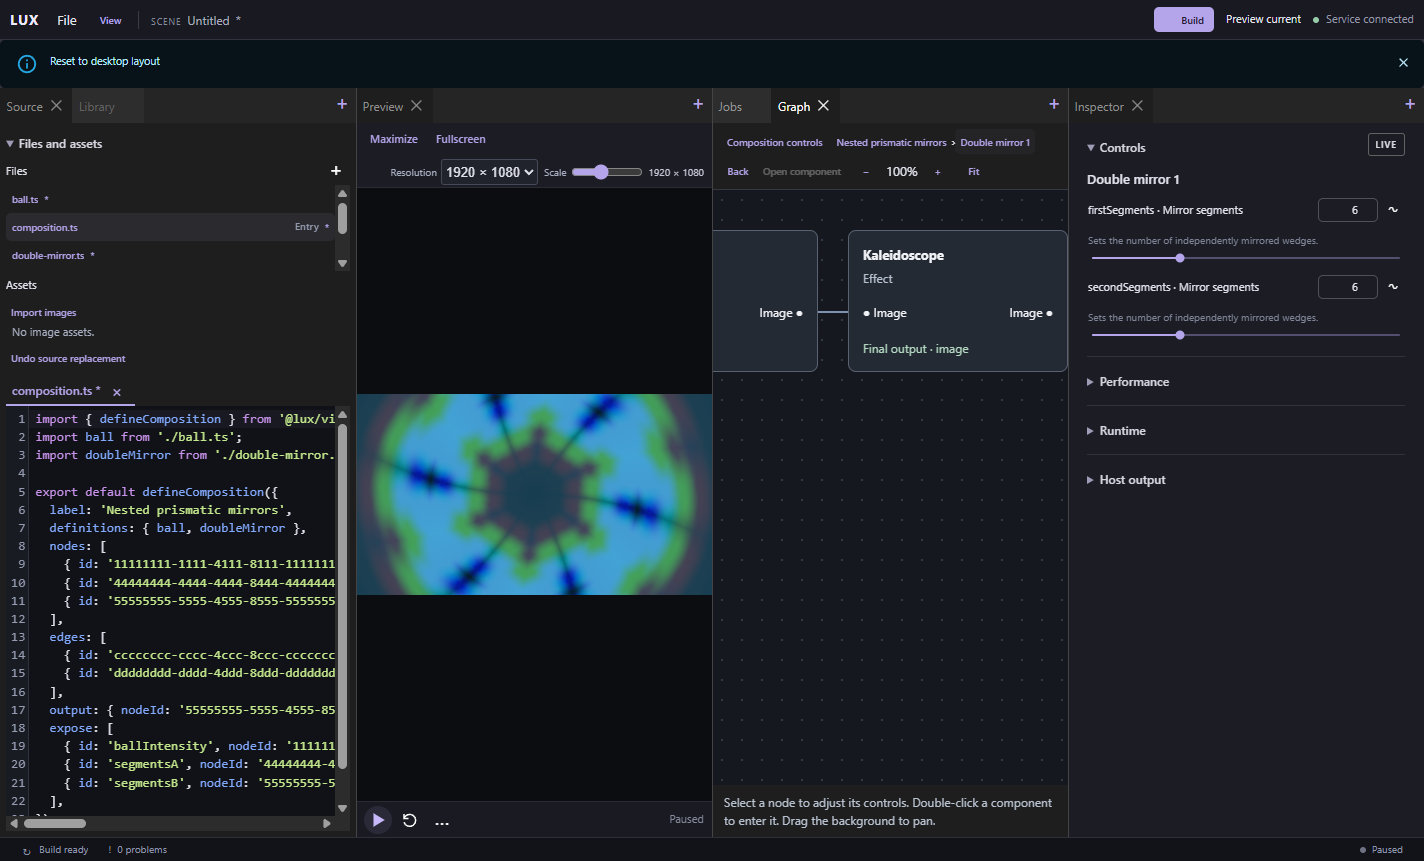 LUX File View SCENE Untitled * Build Preview current Service connected
Reset to desktop layout
Source Library
Files and assets
Files
ball.ts *
composition.ts Entry *
double-mirror.ts *
Assets
Import images
No image assets.
Undo source replacement
composition.ts *
1 import { defineComposition } from '@lux/vi
2 import ball from './ball.ts';
3 import doubleMirror from './double-mirror.
4
5 export default defineComposition({
6 label: 'Nested prismatic mirrors',
7 definitions: { ball, doubleMirror },
8 nodes: [
9 { id: '11111111-1111-4111-8111-1111111
10 { id: '44444444-4444-4444-8444-4444444
11 { id: '55555555-5555-4555-8555-5555555
12 ],
13 edges: [
14 { id: 'cccccccc-cccc-4ccc-8ccc-ccccccc
15 { id: 'dddddddd-dddd-4ddd-8ddd-ddddddd
16 ],
17 output: { nodeId: '55555555-5555-4555-85
18 expose: [
19 { id: 'ballIntensity', nodeId: '111111
20 { id: 'segmentsA', nodeId: '44444444-4
21 { id: 'segmentsB', nodeId: '55555555-5
22 ],
Preview
Maximize Fullscreen
Resolution 1920 × 1080 Scale 1920 × 1080
... Paused
Jobs Graph
Composition controls Nested prismatic mirrors › Double mirror 1
Back Open component − 100% + Fit
Image
Kaleidoscope
Effect
Image Image
Final output · image
Select a node to adjust its controls. Double-click a component
to enter it. Drag the background to pan.
Inspector
Controls LIVE
Double mirror 1
firstSegments · Mirror segments 6
Sets the number of independently mirrored wedges.
secondSegments · Mirror segments 6
Sets the number of independently mirrored wedges.
Performance
Runtime
Host output
Build ready ! 0 problems Paused